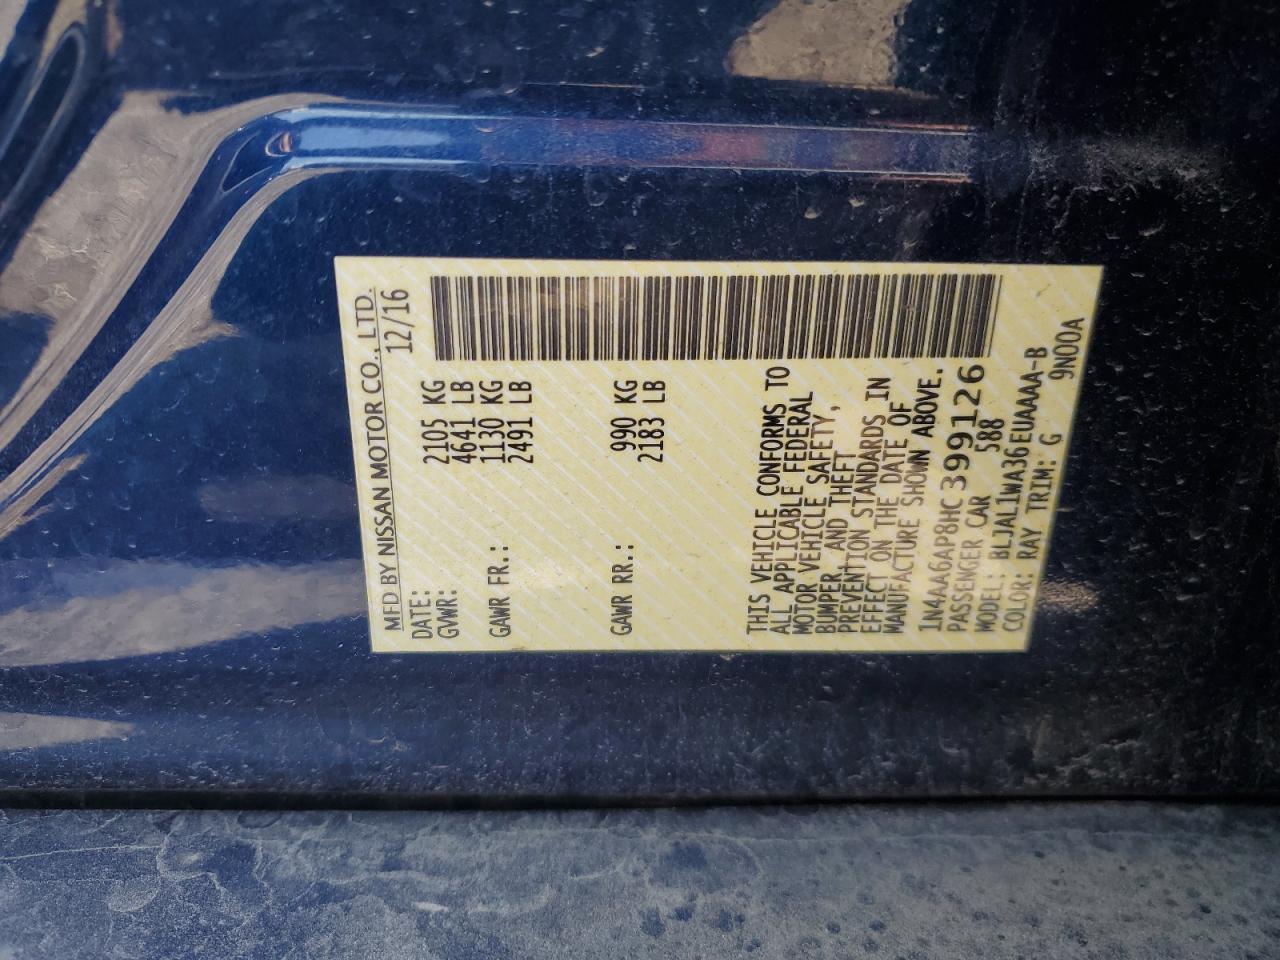 MFD BY NISSAN MOTOR CO., LTD.
DATE: 12/16
GVWR: 2105 KG
4641 LB
GAWR FR.: 1130 KG
2491 LB
GAWR RR.: 990 KG
2183 LB
THIS VEHICLE CONFORMS TO
ALL APPLICABLE FEDERAL
MOTOR VEHICLE SAFETY,
BUMPER AND THEFT
PREVENTION STANDARDS IN
EFFECT ON THE DATE OF
MANUFACTURE SHOWN ABOVE.
1N4AA6AP8HC399126
PASSENGER CAR 588
MODEL: BLJAL1WA36EUAAAA-B
COLOR: RAY TRIM: G 9N00A